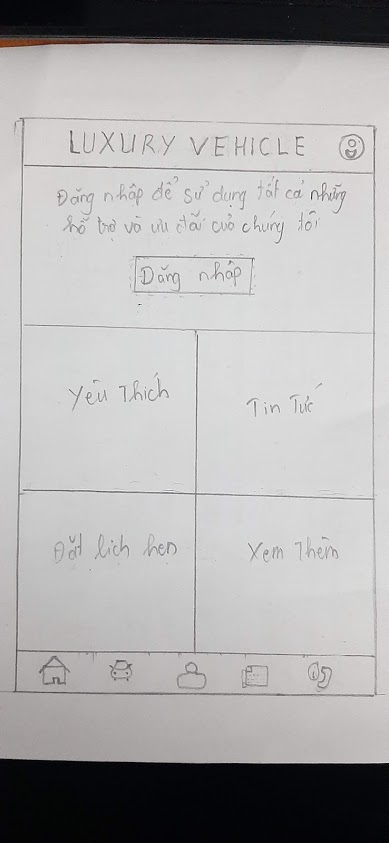 LUXURY VEHICLE
Đăng nhập để sử dụng tất cả những
hỗ trợ và ưu đãi của chúng tôi
Đăng nhập
Yêu Thích
Tin Tức
Đặt lịch hẹn
Xem Thêm